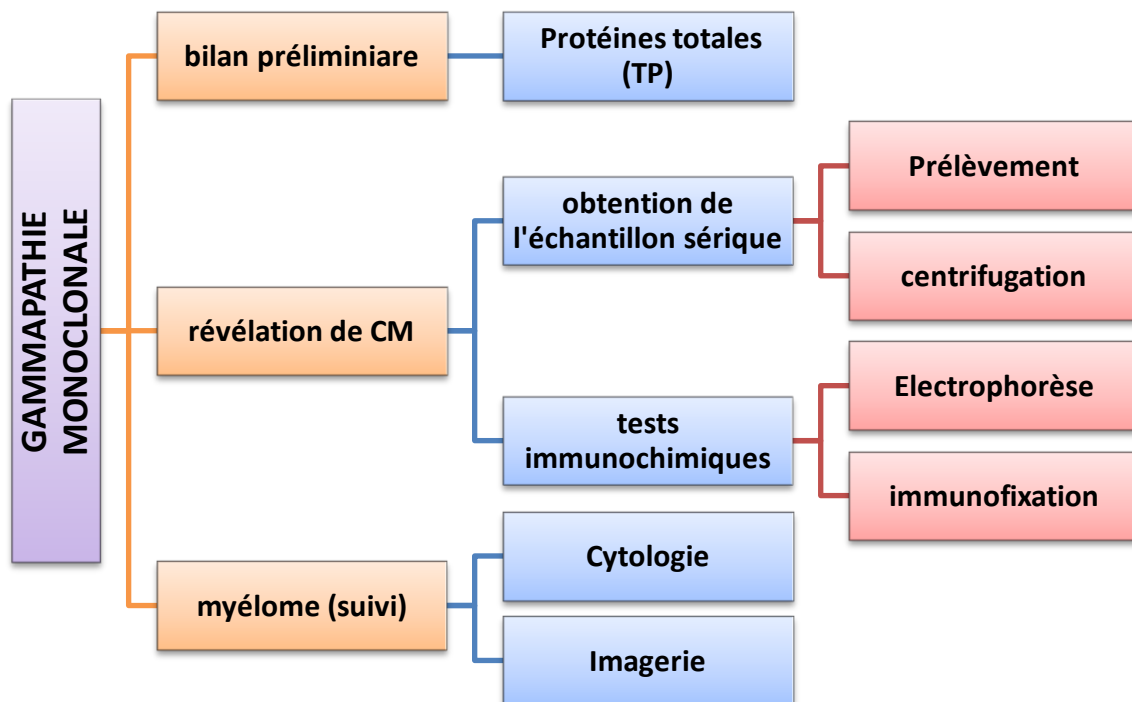 GAMMAPATHIE
MONOCLONALE
bilan préliminiare
Protéines totales
(TP)
révélation de CM
obtention de
l'échantillon sérique
Prélèvement
centrifugation
tests
immunochimiques
Electrophorèse
immunofixation
myélome (suivi)
Cytologie
Imagerie